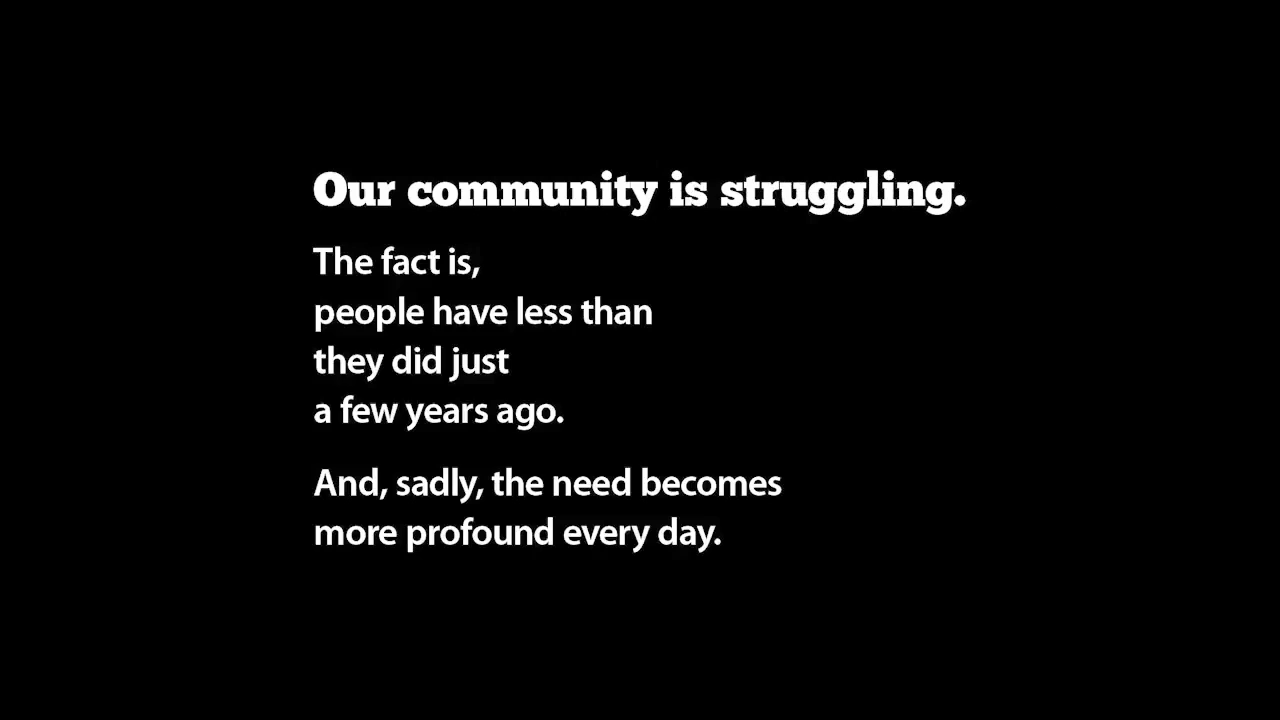 Our community is struggling.
The fact is,
people have less than
they did just
a few years ago.
And, sadly, the need becomes
more profound every day.